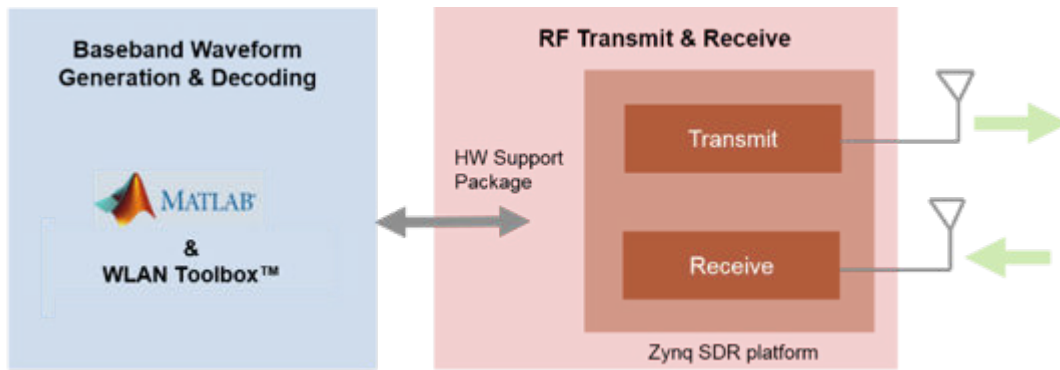 Baseband Waveform
Generation & Decoding
MATLAB®
&
WLAN Toolbox™
RF Transmit & Receive
HW Support
Package
Transmit
Receive
Zynq SDR platform